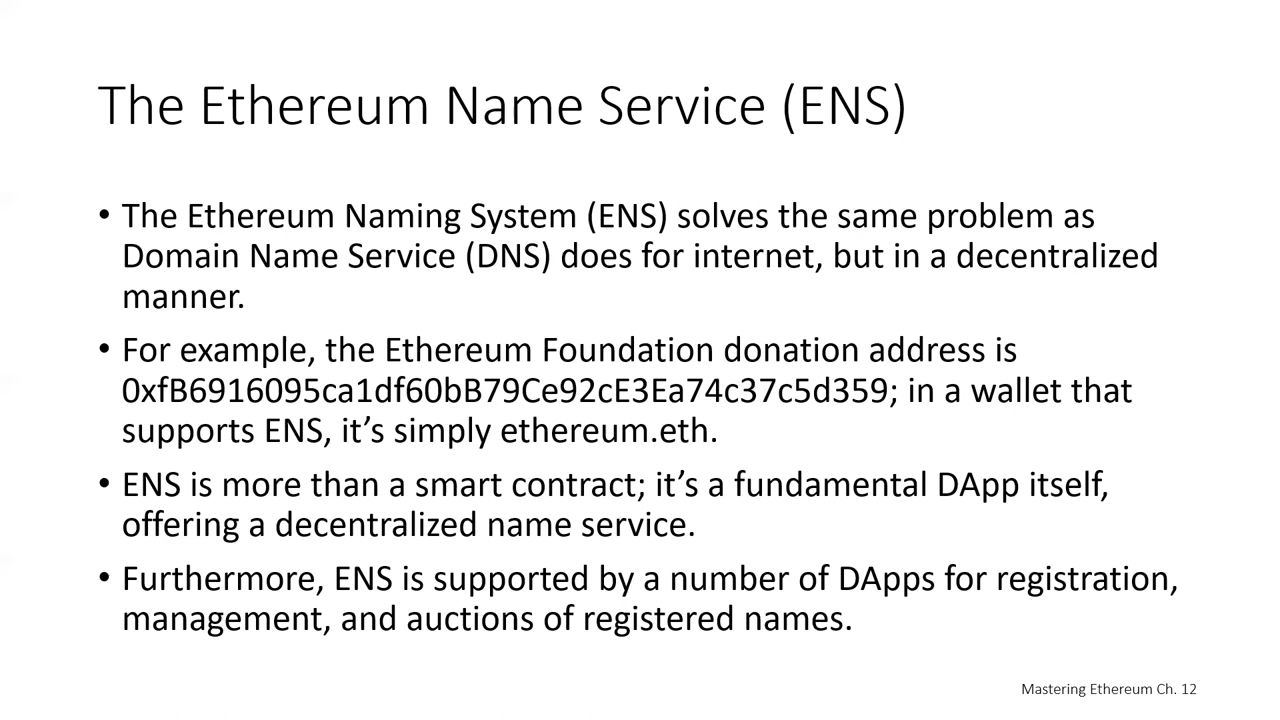 The Ethereum Name Service (ENS)
• The Ethereum Naming System (ENS) solves the same problem as
Domain Name Service (DNS) does for internet, but in a decentralized
manner.
• For example, the Ethereum Foundation donation address is
0xfB6916095ca1df60bB79Ce92cE3Ea74c37c5d359; in a wallet that
supports ENS, it’s simply ethereum.eth.
• ENS is more than a smart contract; it’s a fundamental DApp itself,
offering a decentralized name service.
• Furthermore, ENS is supported by a number of DApps for registration,
management, and auctions of registered names.
Mastering Ethereum Ch. 12